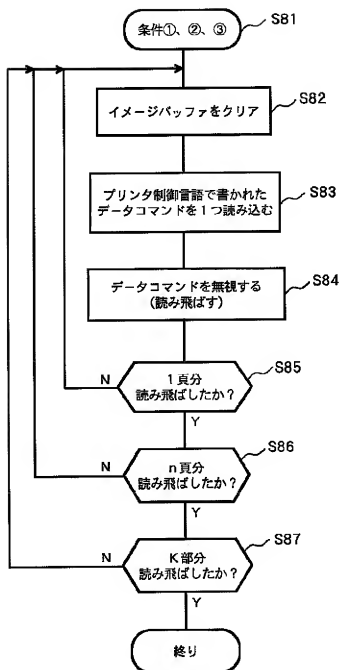 条件①、②、③
S81
イメージバッファをクリア
S82
プリンタ制御言語で書かれた
データコマンドを1つ読み込む
S83
データコマンドを無視する
(読み飛ばす)
S84
1頁分
読み飛ばしたか?
S85
N
Y
n頁分
読み飛ばしたか?
S86
N
Y
K部分
読み飛ばしたか?
S87
N
Y
終り